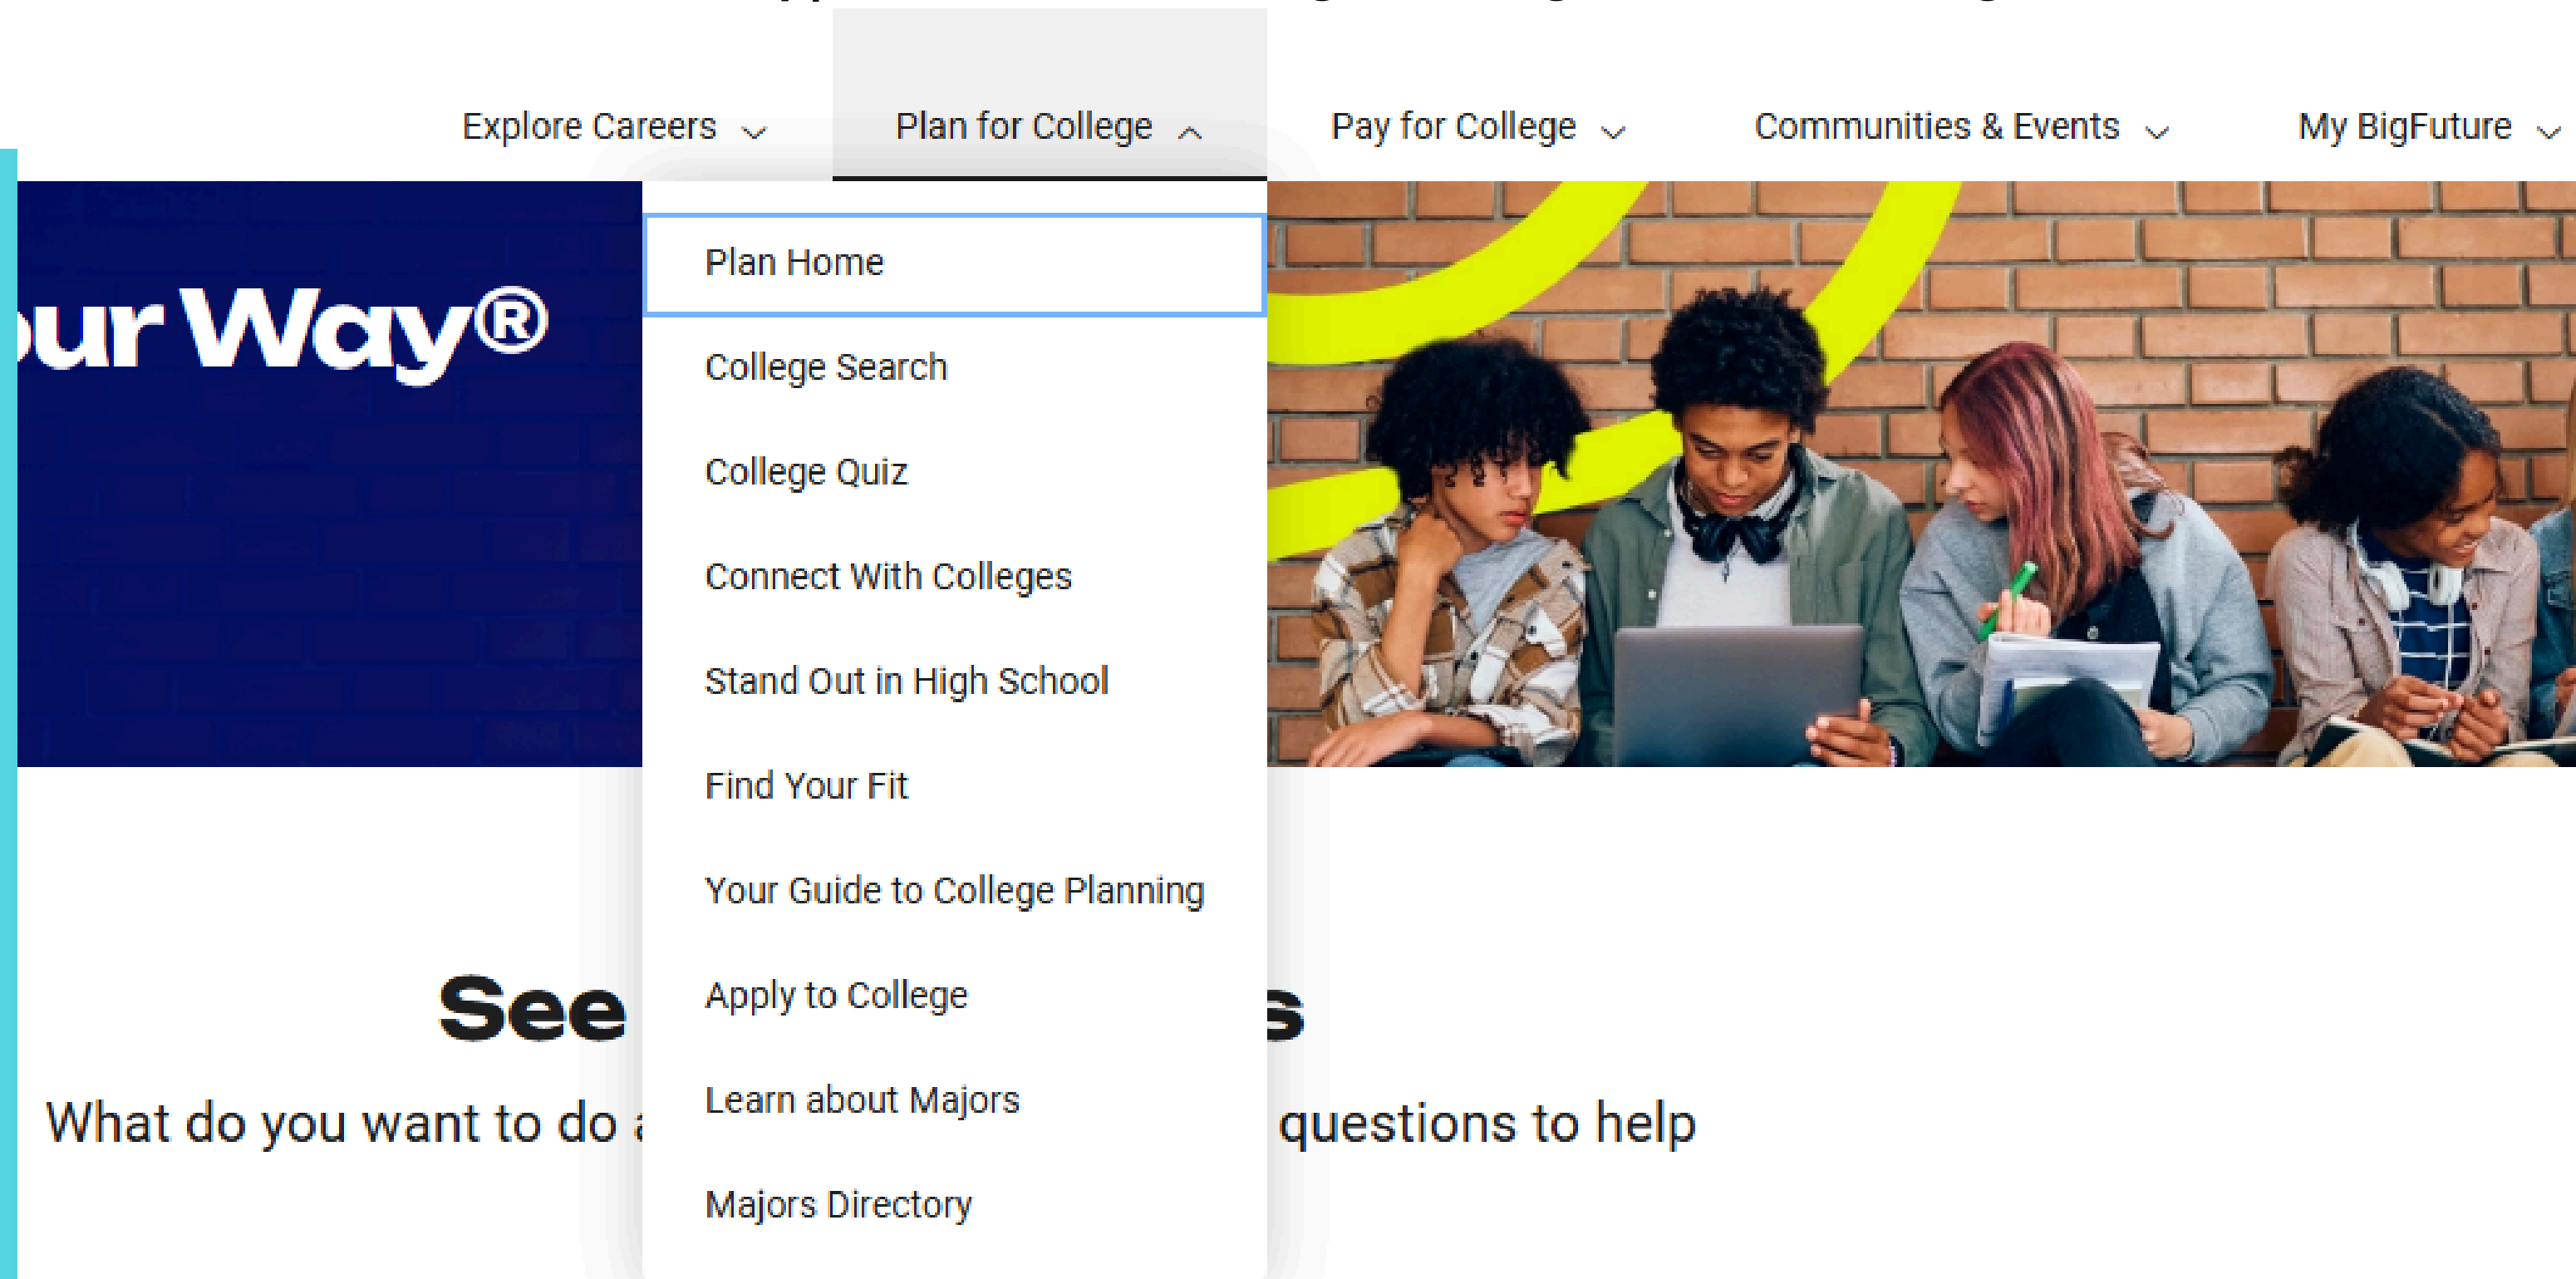 Explore Careers
Plan for College
Pay for College
Communities & Events
My BigFuture
our Way®
Plan Home
College Search
College Quiz
Connect With Colleges
Stand Out in High School
Find Your Fit
Your Guide to College Planning
Apply to College
Learn about Majors
Majors Directory
See
What do you want to do
questions to help